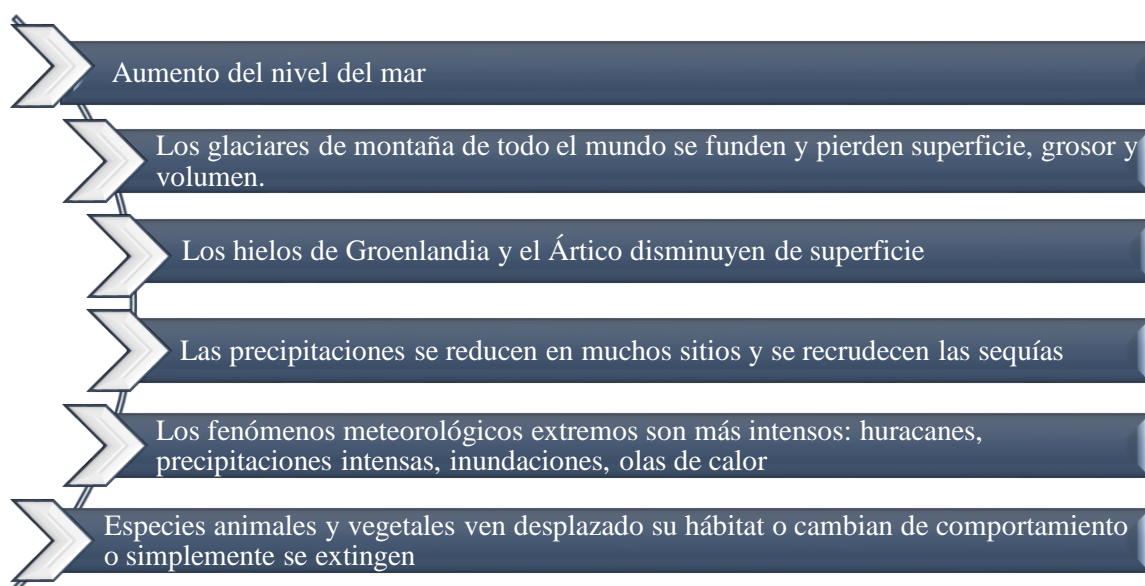 Aumento del nivel del mar
Los glaciares de montaña de todo el mundo se funden y pierden superficie, grosor y
volumen.
Los hielos de Groenlandia y el Ártico disminuyen de superficie
Las precipitaciones se reducen en muchos sitios y se recrudecen las sequías
Los fenómenos meteorológicos extremos son más intensos: huracanes,
precipitaciones intensas, inundaciones, olas de calor
Especies animales y vegetales ven desplazado su hábitat o cambian de comportamiento
o simplemente se extingen